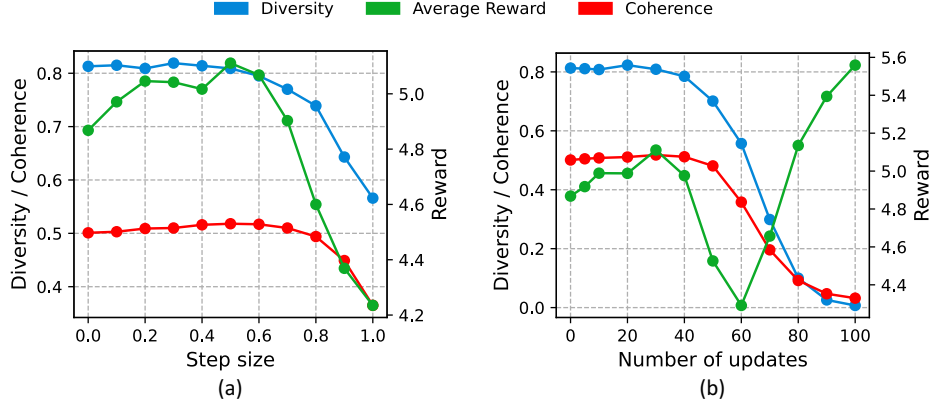 Diversity Average Reward Coherence
0.8
0.7
0.6
0.5
0.4
Diversity / Coherence
5.0
4.8
4.6
4.4
4.2
Reward
0.0 0.2 0.4 0.6 0.8 1.0
Step size
(a)
0.8
0.6
0.4
0.2
0.0
Diversity / Coherence
5.6
5.4
5.2
5.0
4.8
4.6
4.4
Reward
0 20 40 60 80 100
Number of updates
(b)